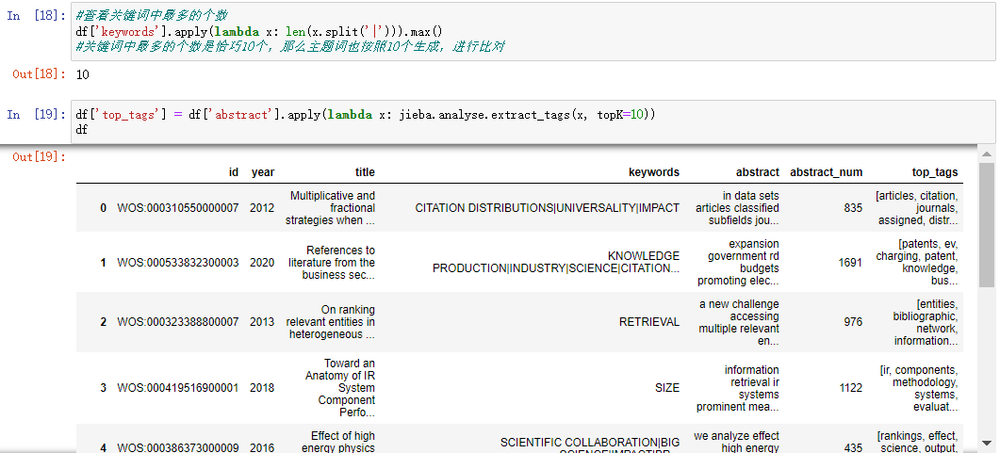 In [18]: #查看关键词中最多的个数
df['keywords'].apply(lambda x: len(x.split('|'))).max()
#关键词中最多的个数是恰巧10个，那么主题词也按照10个生成，进行比对
Out[18]: 10
In [19]: df['top_tags'] = df['abstract'].apply(lambda x: jieba.analyse.extract_tags(x, topK=10))
df
Out[19]:
id year title keywords abstract abstract_num top_tags
0 WOS:000310550000007 2012 Multiplicative and fractional strategies when ... CITATION DISTRIBUTIONS|UNIVERSALITY|IMPACT in data sets articles classified subfields jou... 835 [articles, citation, journals, assigned, distr...
1 WOS:000533832300003 2020 References to literature from the business sec... KNOWLEDGE PRODUCTION|INDUSTRY|SCIENCE|CITATION... expansion government rd budgets promoting elec... 1691 [patents, ev, charging, patent, knowledge, bus...
2 WOS:000323388800007 2013 On ranking relevant entities in heterogeneous ... RETRIEVAL a new challenge accessing multiple relevant en... 976 [entities, bibliographic, network, information...
3 WOS:000419516900001 2018 Toward an Anatomy of IR System Component Perfo... SIZE information retrieval ir systems prominent mea... 1122 [ir, components, methodology, systems, evaluat...
4 WOS:000386373000009 2016 Effect of high energy physics SCIENTIFIC COLLABORATION|BIG we analyze effect high energy 435 [rankings, effect, science, output,